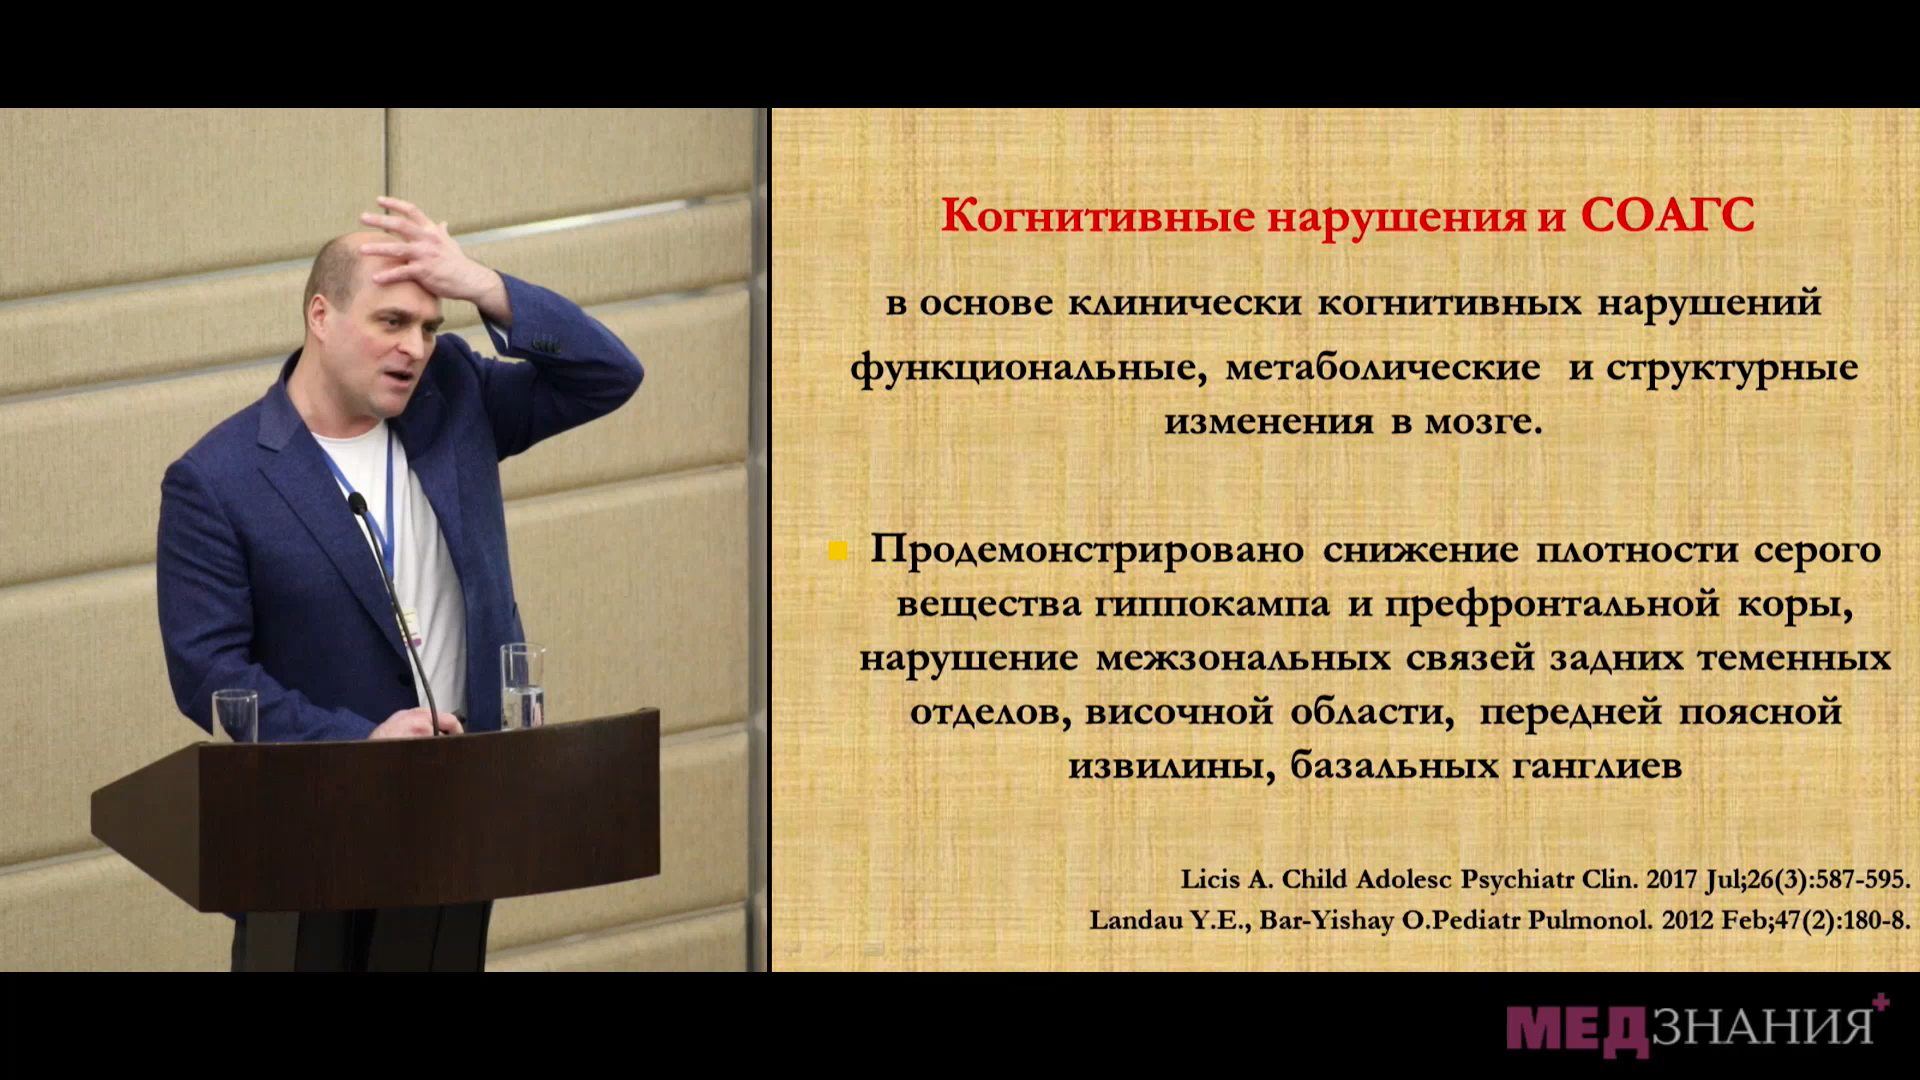 Когнитивные нарушения и СОАГС
в основе клинически когнитивных нарушений
функциональные, метаболические и структурные
изменения в мозге.
Продемонстрировано снижение плотности серого
вещества гиппокампа и префронтальной коры,
нарушение межзональных связей задних теменных
отделов, височной области, передней поясной
извилины, базальных ганглиев
Licis A. Child Adolesc Psychiatr Clin. 2017 Jul;26(3):587-595.
Landau Y.E., Bar-Yishay O.Pediatr Pulmonol. 2012 Feb;47(2):180-8.
МЕДЗНАНИЯ+